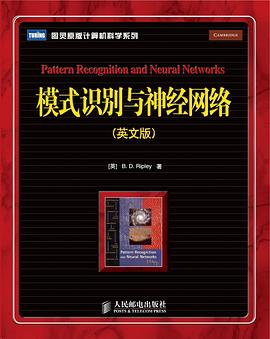 TURING
图灵原版计算机科学系列
CAMBRIDGE
Pattern Recognition and Neural Networks
模式识别与神经网络
(英文版)
[英] B. D. Ripley 著
Pattern Recognition
and Neural Networks
人民邮电出版社
POSTS & TELECOM PRESS